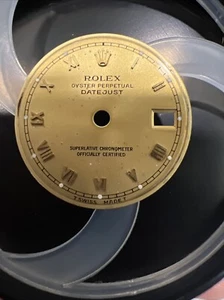 ROLEX
OYSTER PERPETUAL
DATEJUST
SUPERLATIVE CHRONOMETER
OFFICIALLY CERTIFIED
T SWISS MADE T